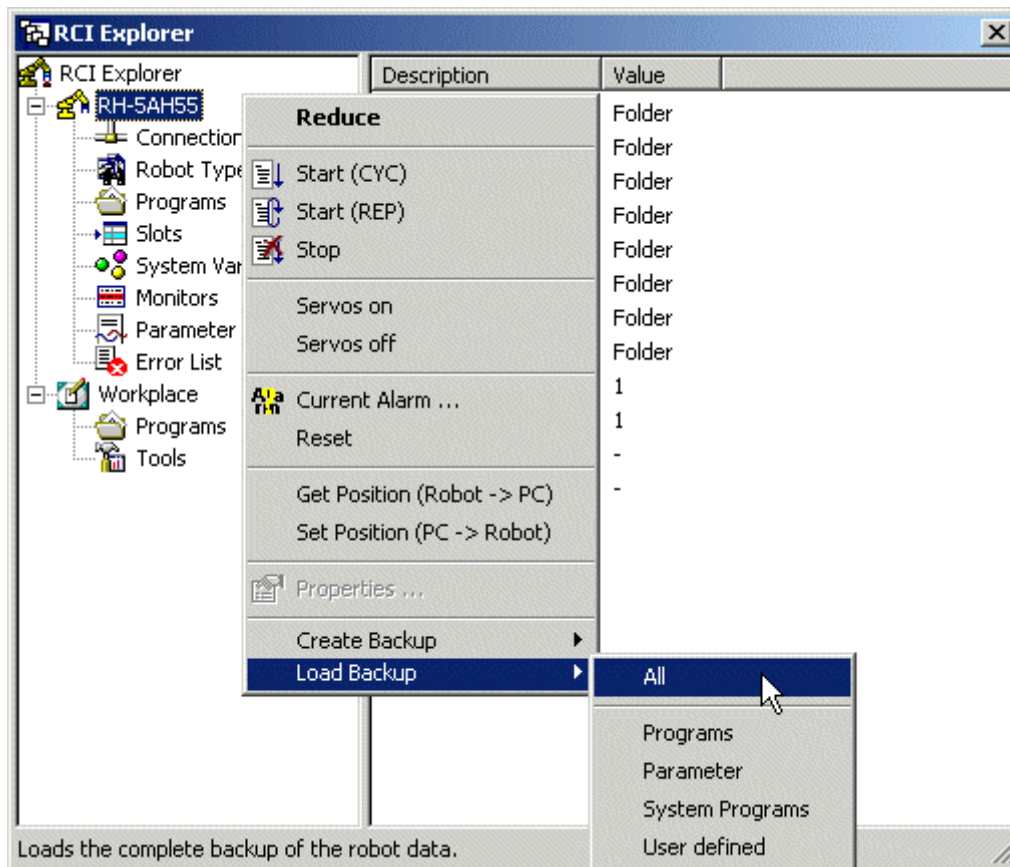 RCI Explorer
Description Value
RCI Explorer
RH-5AH55
Connection
Robot Type
Programs
Slots
System Var
Monitors
Parameter
Error List
Workplace
Programs
Tools
Reduce
Start (CYC)
Start (REP)
Stop
Servos on
Servos off
Current Alarm ...
Reset
Get Position (Robot -> PC)
Set Position (PC -> Robot)
Properties ...
Create Backup
Load Backup
All
Programs
Parameter
System Programs
User defined
Folder
Folder
Folder
Folder
Folder
Folder
Folder
Folder
1
1
-
-
Loads the complete backup of the robot data.